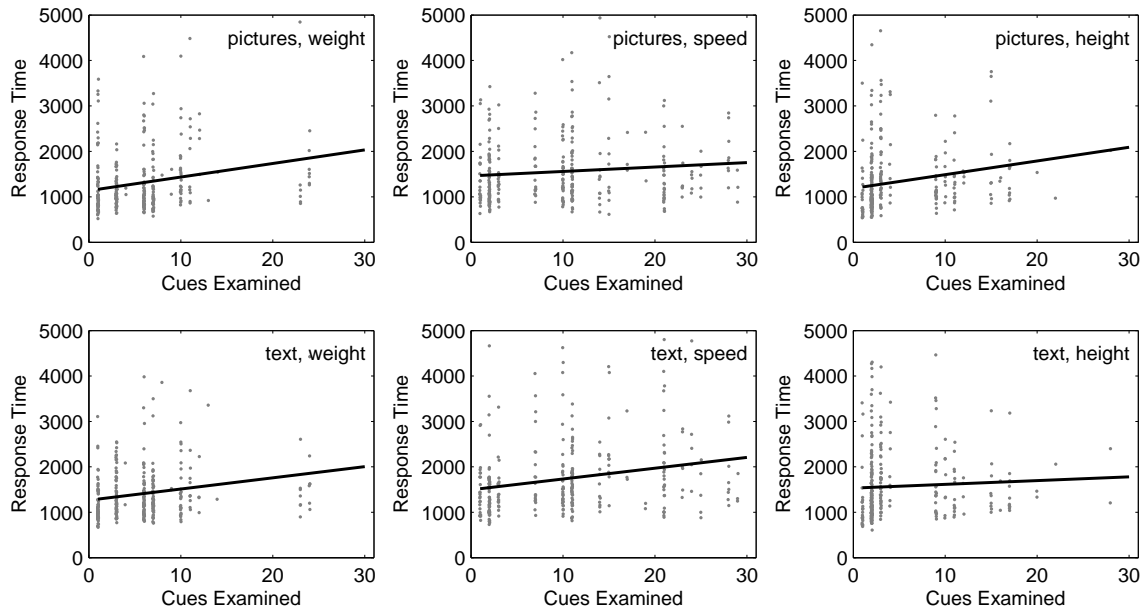 5000
4000
3000
2000
1000
0
Response Time
pictures, weight
0 10 20 30
Cues Examined
5000
4000
3000
2000
1000
0
Response Time
pictures, speed
0 10 20 30
Cues Examined
5000
4000
3000
2000
1000
0
Response Time
pictures, height
0 10 20 30
Cues Examined
5000
4000
3000
2000
1000
0
Response Time
text, weight
0 10 20 30
Cues Examined
5000
4000
3000
2000
1000
0
Response Time
text, speed
0 10 20 30
Cues Examined
5000
4000
3000
2000
1000
0
Response Time
text, height
0 10 20 30
Cues Examined